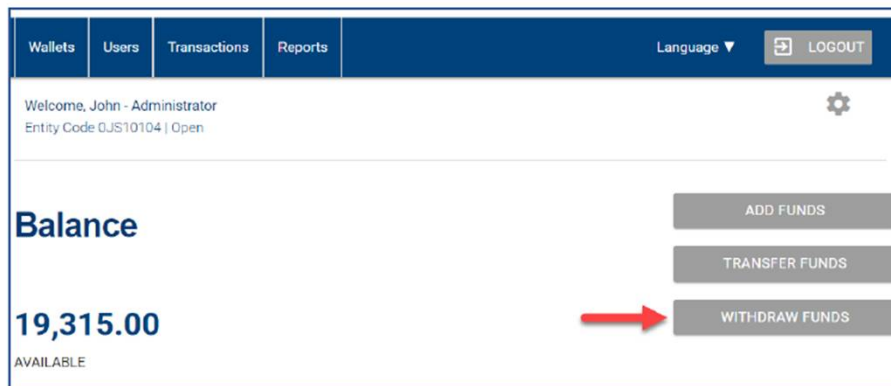 Wallets Users Transactions Reports Language ▼ LOGOUT
Welcome, John - Administrator
Entity Code 0JS10104 | Open
Balance
ADD FUNDS
TRANSFER FUNDS
19,315.00
WITHDRAW FUNDS
AVAILABLE